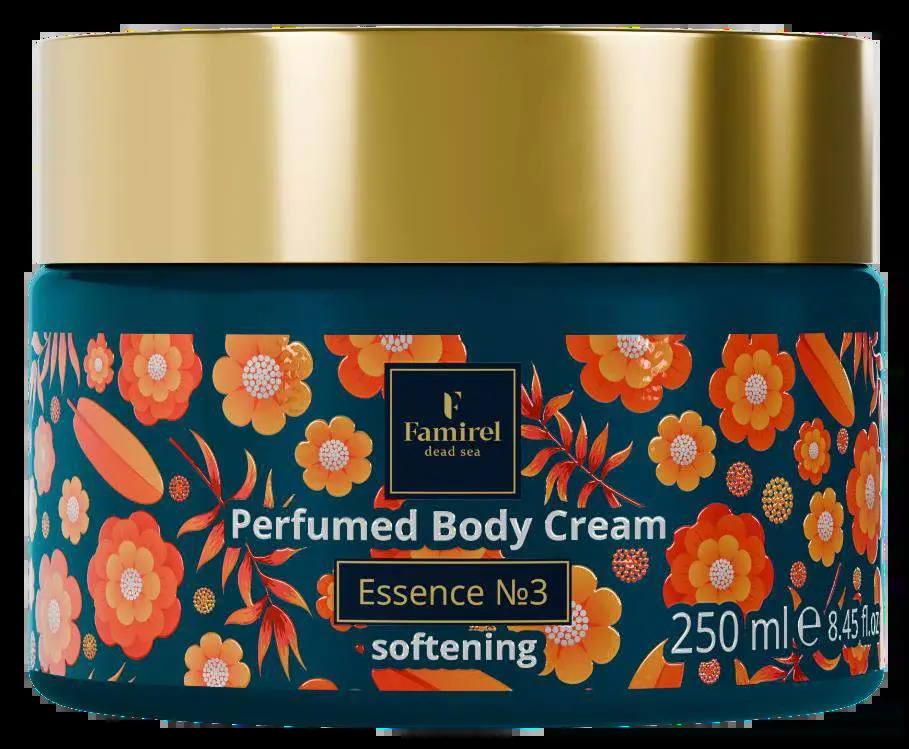 Famirel
dead sea
Perfumed Body Cream
Essence №3
softening
250 ml ℮ 8.45 fl.oz